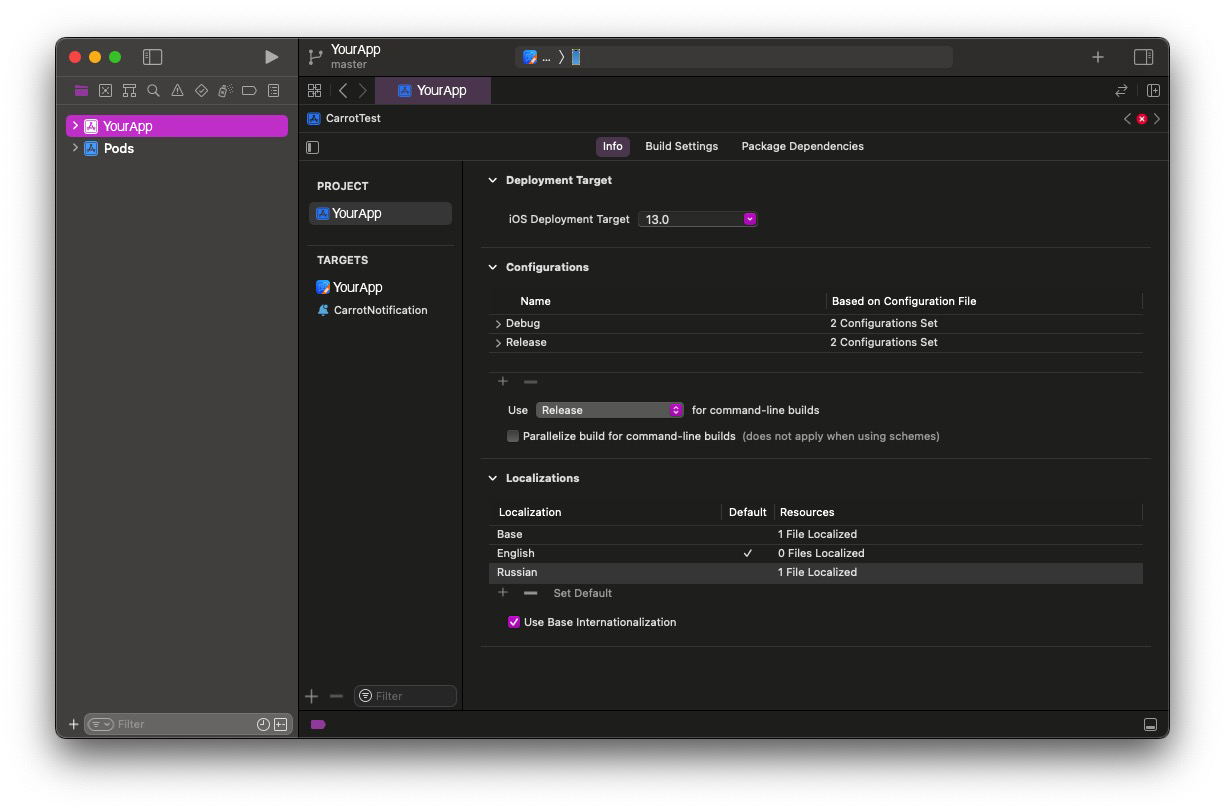 YourApp
master
...
YourApp
YourApp
Pods
CarrotTest
Info
Build Settings
Package Dependencies
PROJECT
YourApp
TARGETS
YourApp
CarrotNotification
Deployment Target
iOS Deployment Target 13.0
Configurations
Name Based on Configuration File
Debug 2 Configurations Set
Release 2 Configurations Set
Use Release for command-line builds
Parallelize build for command-line builds (does not apply when using schemes)
Localizations
Localization Default Resources
Base 1 File Localized
English 0 Files Localized
Russian 1 File Localized
Set Default
Use Base Internationalization
Filter
Filter